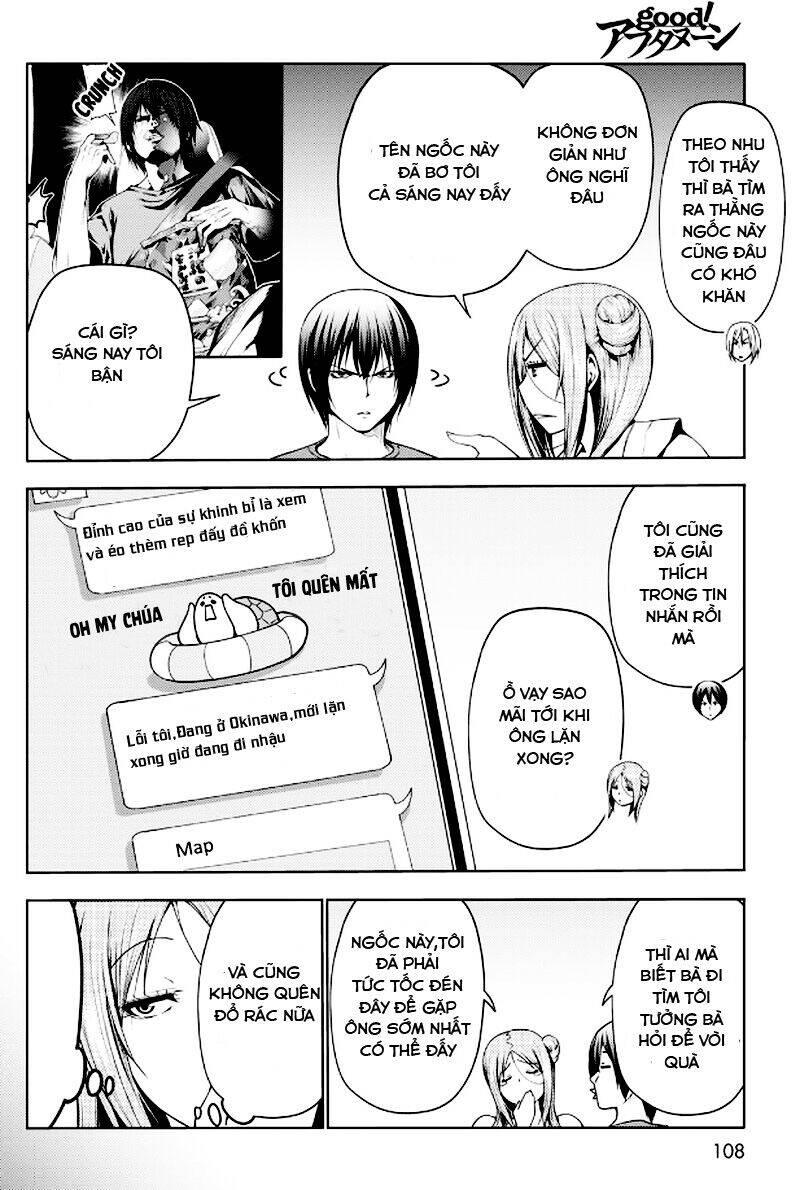 good!
アフタヌーン
THEO NHU
TÔI THẤY
THÌ BÀ TÌM
RA THẰNG
NGỐC NÀY
CŨNG ĐÂU
CÓ KHÓ
KHĂN
KHÔNG ĐƠN
GIẢN NHƯ
ÔNG NGHĨ
ĐÂU
TÊN NGỐC NÀY
ĐÃ BƠ TÔI
CẢ SÁNG NAY ĐẤY
CRUNCH
CÁI GÌ?
SÁNG NAY TÔI
BẬN
TÔI CŨNG
ĐÃ GIẢI
THÍCH
TRONG TIN
NHẮN RỒI
MÀ
Ồ VẠY SAO
MÃI TỚI KHI
ÔNG LẶN
XONG?
Đỉnh cao của sự khinh bỉ là xem
và éo thèm rep đấy đồ khốn
TÔI QUÊN MẤT
OH MY CHÚA
Lỗi tôi,Đang ở Okinawa,mới lặn
xong giờ đang đi nhậu
Map
THÌ AI MÀ
BIẾT BÀ ĐI
TÌM TÔI
TƯỞNG BÀ
HỎI ĐỂ VÒI
QUÀ
NGỐC NÀY,TÔI
ĐÃ PHẢI
TỨC TỐC ĐÉN
ĐÂY ĐỂ GẶP
ÔNG SỚM NHẤT
CÓ THỂ ĐẤY
VÀ CŨNG
KHÔNG QUÊN
ĐỔ RÁC NỮA
108